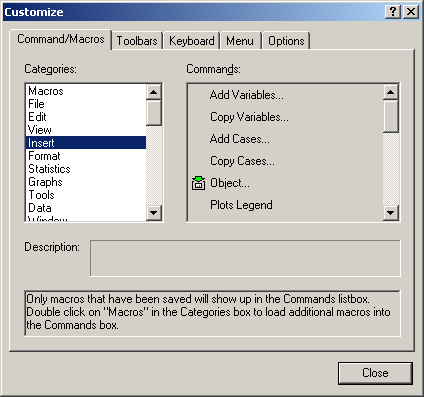 Customize
Command/Macros Toolbars Keyboard Menu Options
Categories:
Macros
File
Edit
View
Insert
Format
Statistics
Graphs
Tools
Data
Window
Commands:
Add Variables...
Copy Variables...
Add Cases...
Copy Cases...
Object...
Plots Legend
Description:
Only macros that have been saved will show up in the Commands listbox.
Double click on "Macros" in the Categories box to load additional macros into
the Commands box.
Close